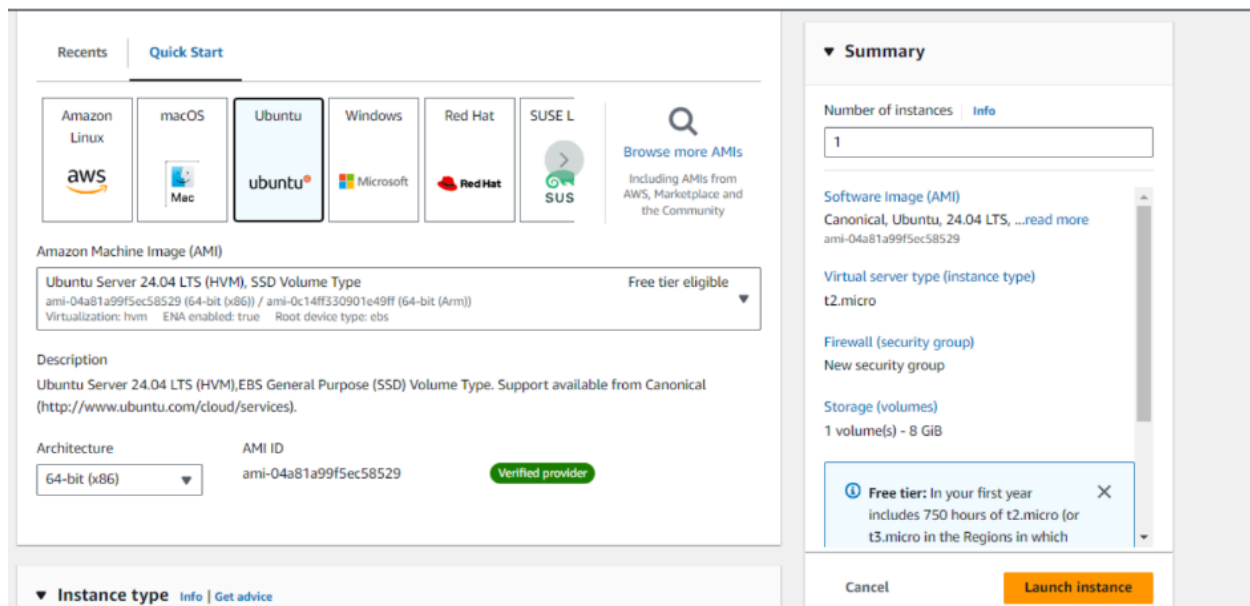 Recents
Quick Start
Amazon
Linux
aws
macOS
Mac
Ubuntu
ubuntu
Windows
Microsoft
Red Hat
Red Hat
SUSE L
SUS
Browse more AMIs
Including AMIs from
AWS, Marketplace and
the Community
Amazon Machine Image (AMI)
Ubuntu Server 24.04 LTS (HVM), SSD Volume Type
Free tier eligible
ami-04a81a99f5ec58529 (64-bit (x86)) / ami-0c14ff330901e49ff (64-bit (Arm))
Virtualization: hvm ENA enabled: true Root device type: ebs
Description
Ubuntu Server 24.04 LTS (HVM),EBS General Purpose (SSD) Volume Type. Support available from Canonical
(http://www.ubuntu.com/cloud/services).
Architecture
64-bit (x86)
AMI ID
ami-04a81a99f5ec58529
Verified provider
Instance type Info | Get advice
Summary
Number of instances Info
1
Software Image (AMI)
Canonical, Ubuntu, 24.04 LTS, ...read more
ami-04a81a99f5ec58529
Virtual server type (instance type)
t2.micro
Firewall (security group)
New security group
Storage (volumes)
1 volume(s) - 8 GiB
Free tier: In your first year
includes 750 hours of t2.micro (or
t3.micro in the Regions in which
Cancel
Launch instance